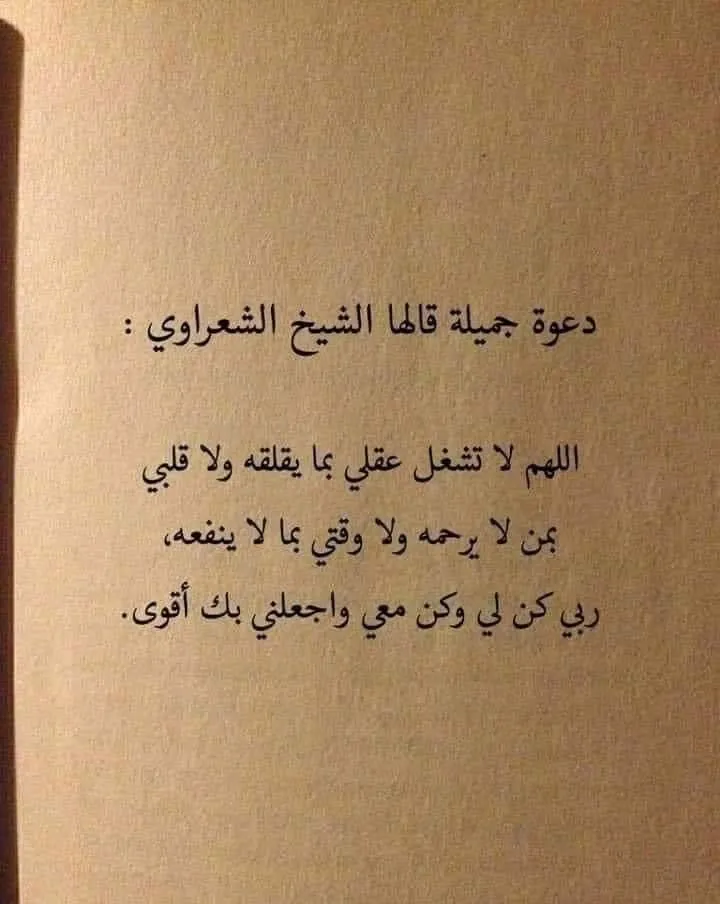 دعوة جميلة قالها الشيخ الشعراوي :
اللهم لا تشغل عقلي بما يقلقه ولا قلبي
بمن لا يرحمه ولا وقتي بما لا ينفعه،
ربي كن لي وكن معي واجعلني بك أقوى.